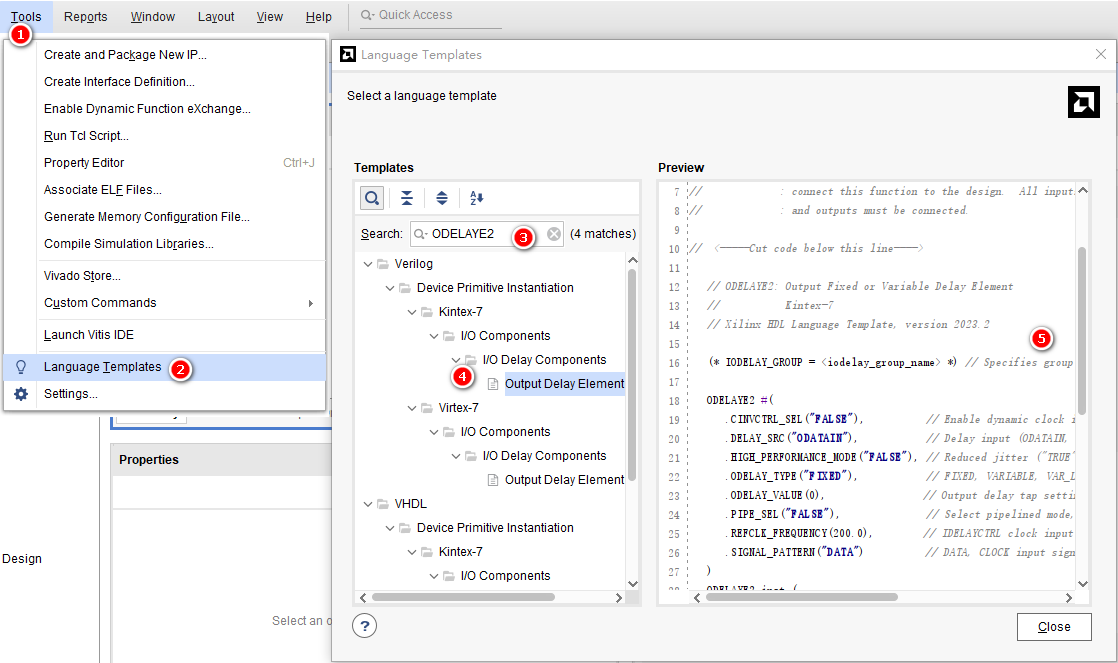 Tools Reports Window Layout View Help Quick Access
1
Create and Package New IP...
Create Interface Definition...
Enable Dynamic Function eXchange...
Run Tcl Script...
Property Editor Ctrl+J
Associate ELF Files...
Generate Memory Configuration File...
Compile Simulation Libraries...
Vivado Store...
Custom Commands
Launch Vitis IDE
Language Templates 2
Settings...
Properties
Design
Select an o
Language Templates
Select a language template
Templates
Search: ODELAYE2 3 (4 matches)
Verilog
Device Primitive Instantiation
Kintex-7
I/O Components
I/O Delay Components
4
Output Delay Element
Virtex-7
I/O Components
I/O Delay Components
Output Delay Element
VHDL
Device Primitive Instantiation
Kintex-7
I/O Components
Preview
7 // : connect this function to the design. All input
8 // : and outputs must be connected.
9
10 // <-----Cut code below this line---->
11
12 // ODELAYE2: Output Fixed or Variable Delay Element
13 // Kintex-7
14 // Xilinx HDL Language Template, version 2023.2
5
15
16 (* IODELAY_GROUP = <iodelay_group_name> *) // Specifies group
17
18 ODELAYE2 #(
19 .CINVCTRL_SEL("FALSE"), // Enable dynamic clock i
20 .DELAY_SRC("ODATAIN"), // Delay input (ODATAIN,
21 .HIGH_PERFORMANCE_MODE("FALSE"), // Reduced jitter ("TRUE"
22 .ODELAY_TYPE("FIXED"), // FIXED, VARIABLE, VAR_L
23 .ODELAY_VALUE(0), // Output delay tap setti
24 .PIPE_SEL("FALSE"), // Select pipelined mode,
25 .REFCLK_FREQUENCY(200.0), // IDELAYCTRL clock input
26 .SIGNAL_PATTERN("DATA") // DATA, CLOCK input sign
27 )
28 ODELAYE2_inst (
?
Close